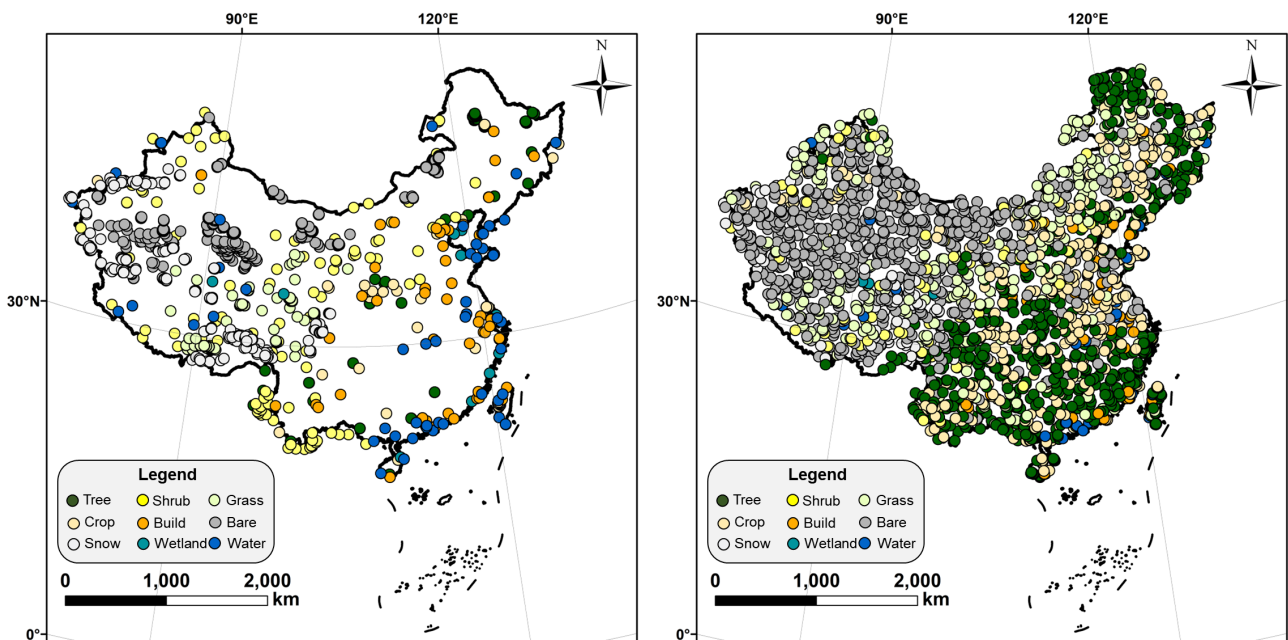 90°E 120°E
N
30°N
Legend
Tree Shrub Grass
Crop Build Bare
Snow Wetland Water
0 1,000 2,000
km
0°
90°E 120°E
N
30°N
Legend
Tree Shrub Grass
Crop Build Bare
Snow Wetland Water
0 1,000 2,000
km
0°